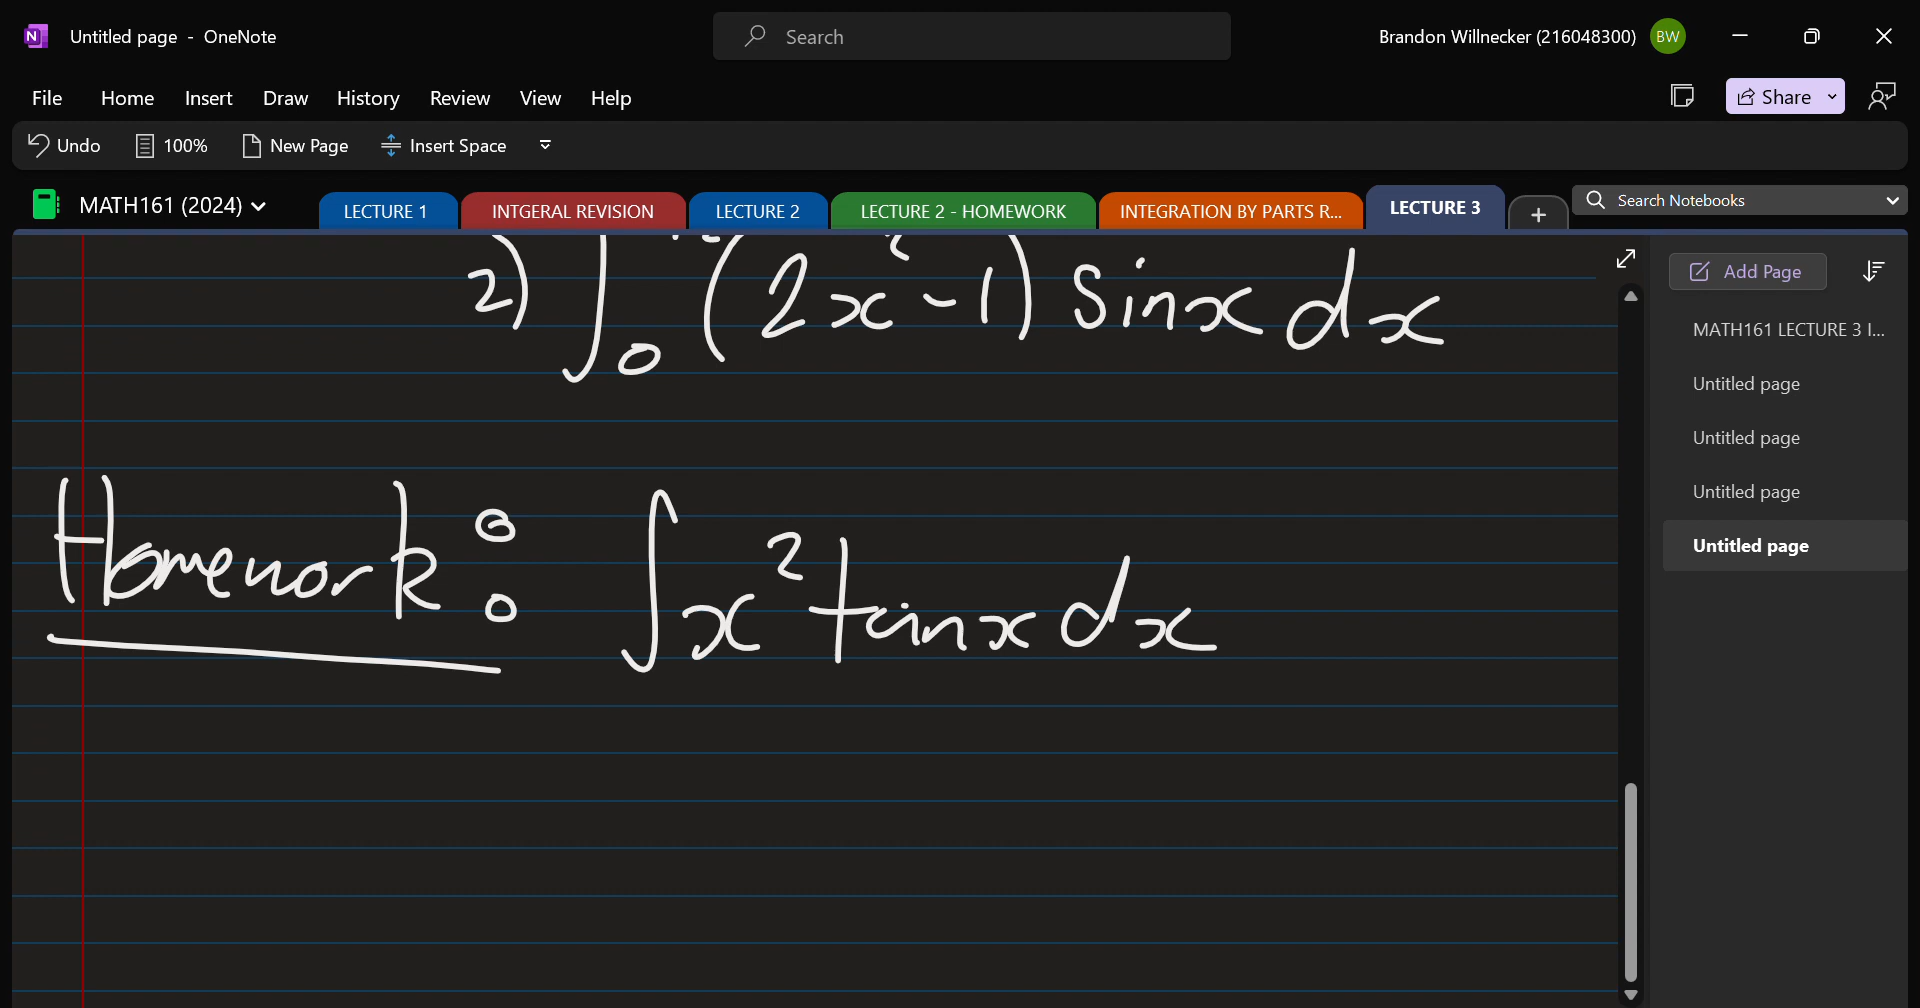 Untitled page - OneNote
Search
Brandon Willnecker (216048300) BW
File Home Insert Draw History Review View Help
Share
Undo 100% New Page Insert Space
MATH161 (2024)
LECTURE 1
INTGERAL REVISION
LECTURE 2
LECTURE 2 - HOMEWORK
INTEGRATION BY PARTS R...
LECTURE 3
+
Search Notebooks
Add Page
MATH161 LECTURE 3 I...
Untitled page
Untitled page
Untitled page
Untitled page
2) ∫₀ (2x²-1) sinx dx
Homework: ∫x² tanx dx